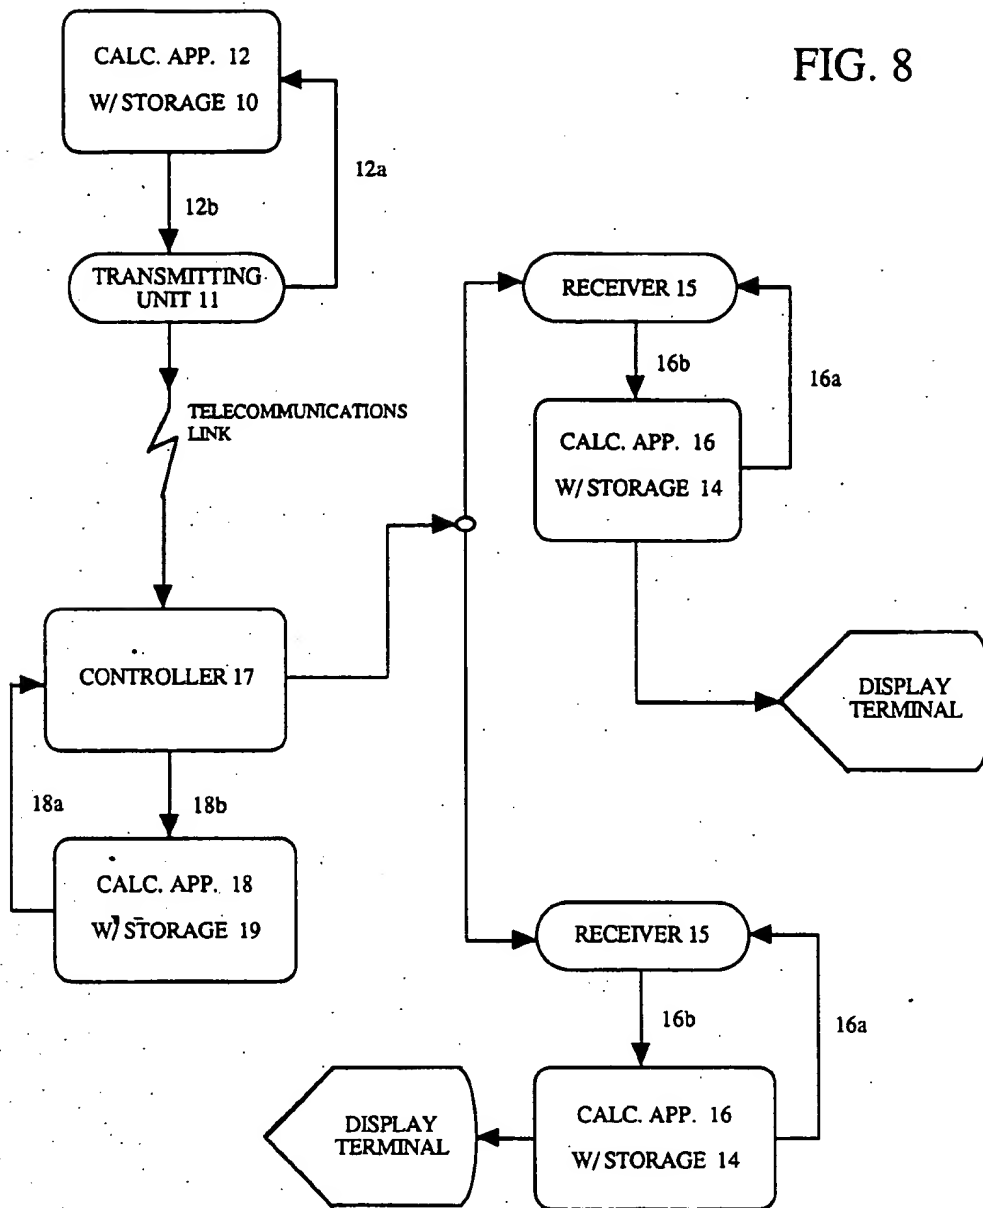 FIG. 8
CALC. APP. 12
W/ STORAGE 10
12a
12b
TRANSMITTING
UNIT 11
TELECOMMUNICATIONS
LINK
CONTROLLER 17
18a
18b
CALC. APP. 18
W/ STORAGE 19
RECEIVER 15
16b
16a
CALC. APP. 16
W/ STORAGE 14
DISPLAY
TERMINAL
RECEIVER 15
16b
16a
CALC. APP. 16
W/ STORAGE 14
DISPLAY
TERMINAL